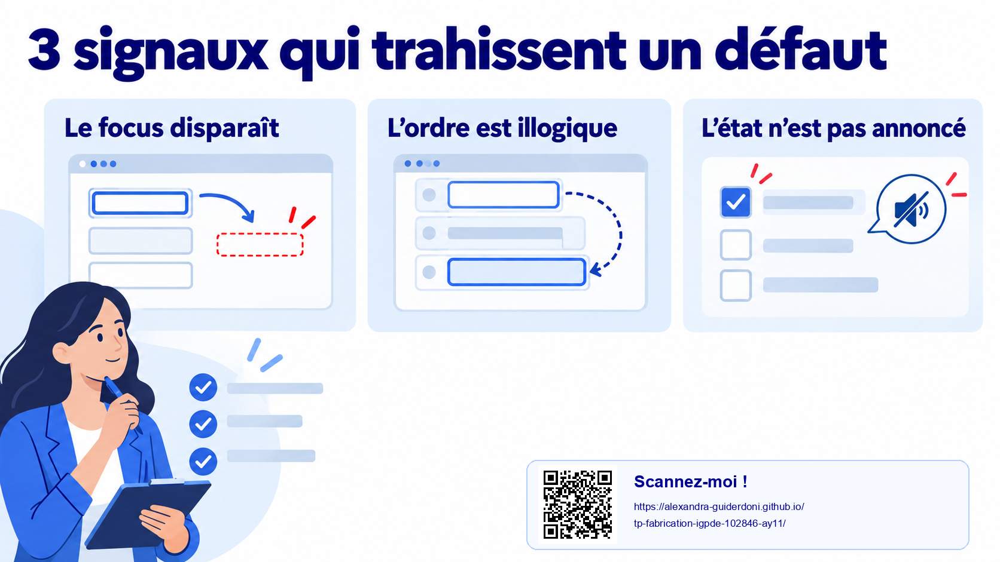 3 signaux qui trahissent un défaut
Le focus disparaît
L’ordre est illogique
L’état n’est pas annoncé
Scannez-moi !
https://alexandra-guiderdoni.github.io/
tp-fabrication-igpde-102846-ay11/